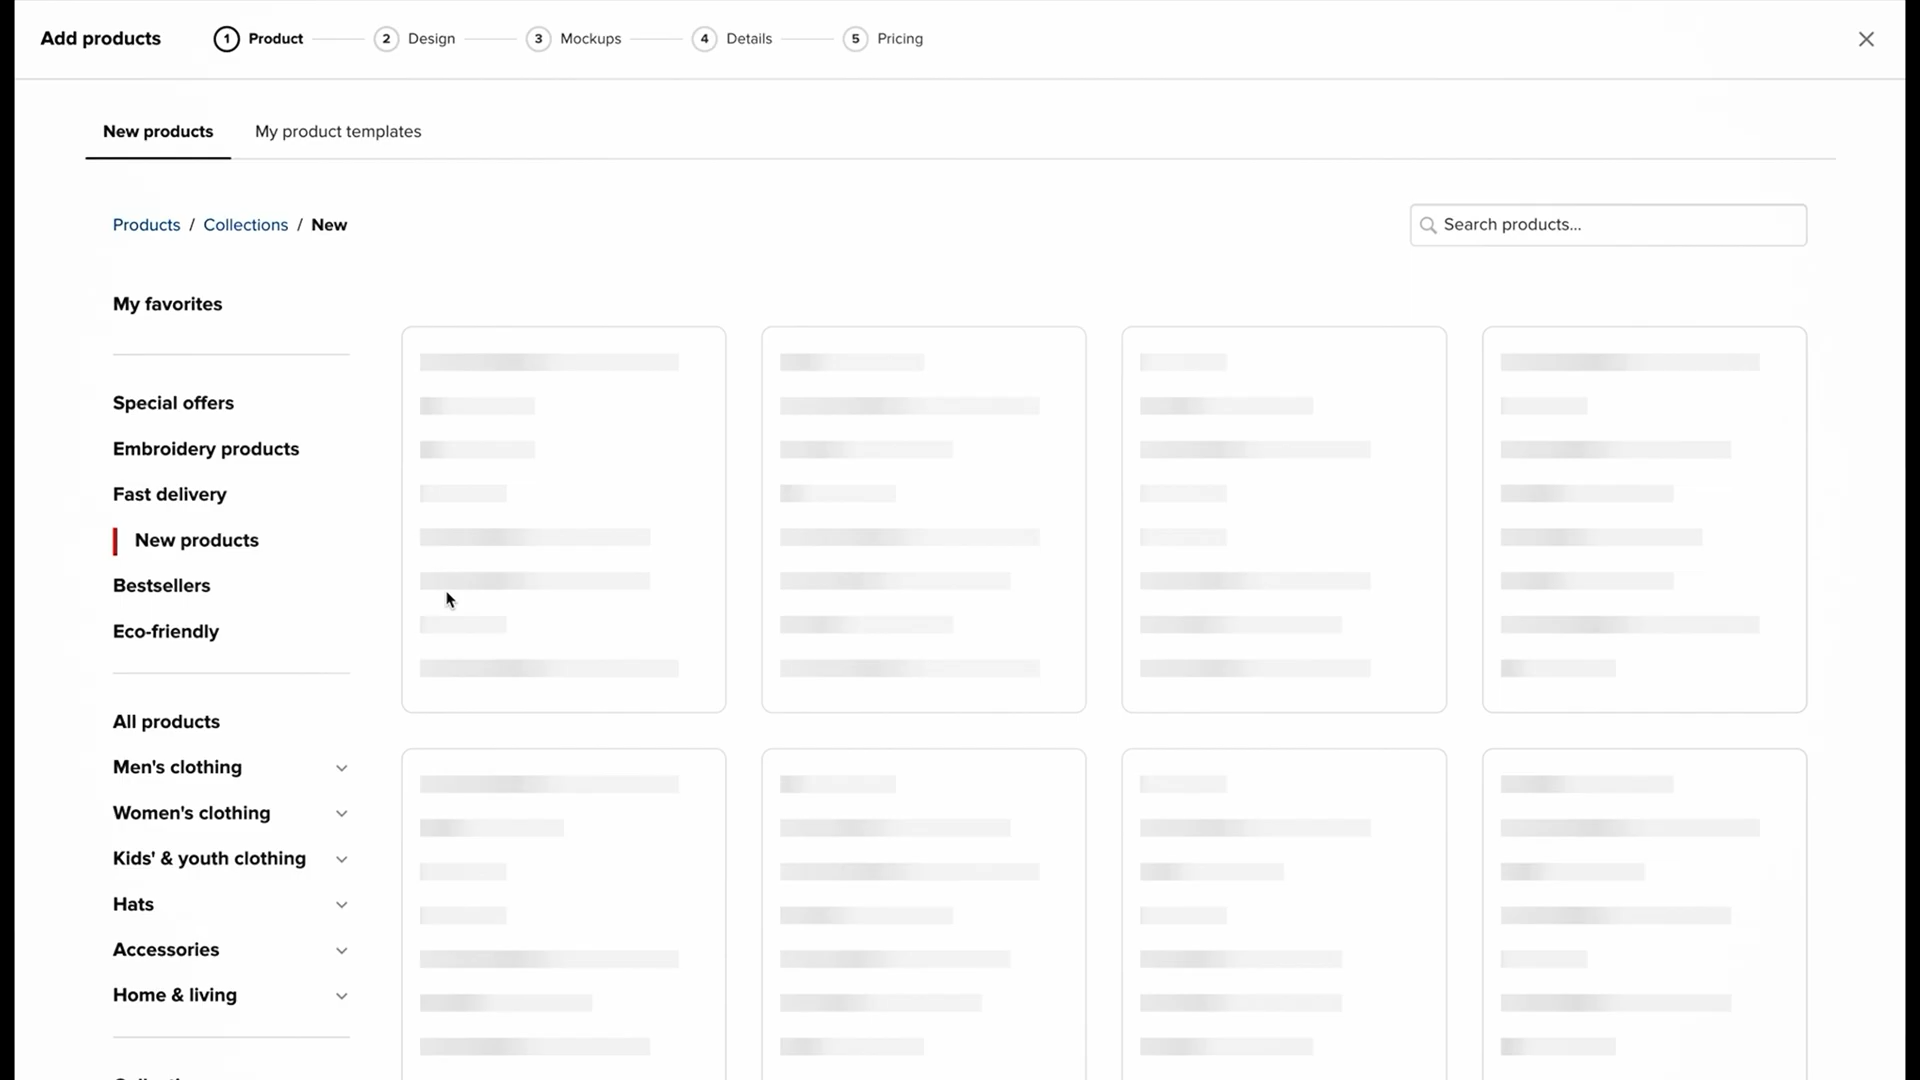 Add products
1 Product
2 Design
3 Mockups
4 Details
5 Pricing
New products
My product templates
Products / Collections / New
Search products...
My favorites
Special offers
Embroidery products
Fast delivery
New products
Bestsellers
Eco-friendly
All products
Men's clothing
Women's clothing
Kids' & youth clothing
Hats
Accessories
Home & living